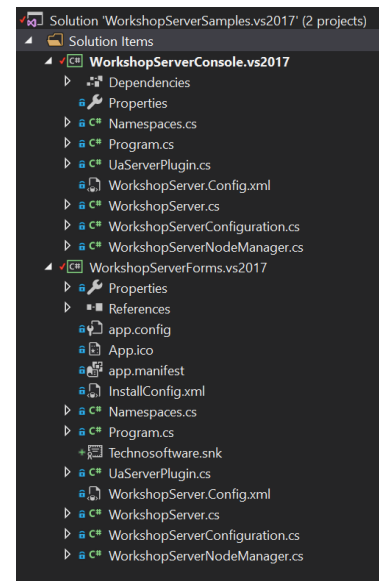 Solution 'WorkshopServerSamples.vs2017' (2 projects)
Solution Items
C# WorkshopServerConsole.vs2017
Dependencies
Properties
C# Namespaces.cs
C# Program.cs
C# UaServerPlugin.cs
WorkshopServer.Config.xml
C# WorkshopServer.cs
C# WorkshopServerConfiguration.cs
C# WorkshopServerNodeManager.cs
C# WorkshopServerForms.vs2017
Properties
References
app.config
App.ico
app.manifest
InstallConfig.xml
C# Namespaces.cs
C# Program.cs
Technosoftware.snk
C# UaServerPlugin.cs
WorkshopServer.Config.xml
C# WorkshopServer.cs
C# WorkshopServerConfiguration.cs
C# WorkshopServerNodeManager.cs